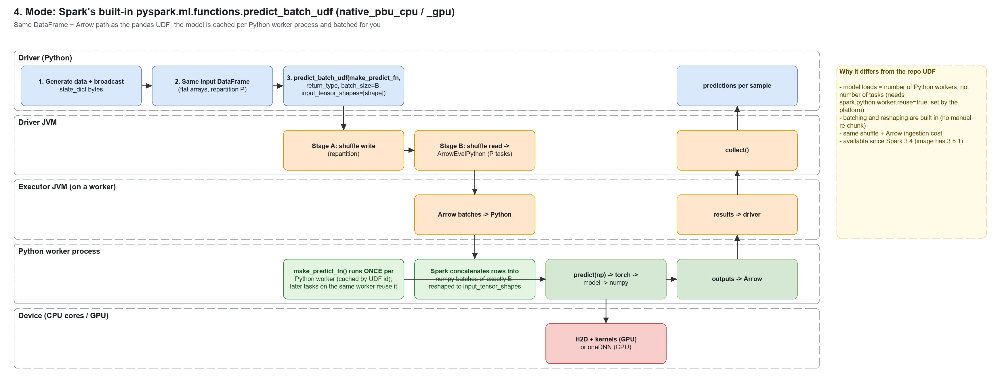 4. Mode: Spark's built-in pyspark.ml.functions.predict_batch_udf (native_pbu_cpu / _gpu)
Same DataFrame + Arrow path as the pandas UDF; the model is cached per Python worker process and batched for you
Driver (Python)
1. Generate data + broadcast
state_dict bytes
2. Same input DataFrame
(flat arrays, repartition P)
3. predict_batch_udf(make_predict_fn,
return_type, batch_size=B,
input_tensor_shapes=[shape])
predictions per sample
Driver JVM
Stage A: shuffle write
(repartition)
Stage B: shuffle read ->
ArrowEvalPython (P tasks)
collect()
Executor JVM (on a worker)
Arrow batches -> Python
results -> driver
Python worker process
make_predict_fn() runs ONCE per
Python worker (cached by UDF id);
later tasks on the same worker reuse it
Spark concatenates rows into
numpy batches of exactly B,
reshaped to input_tensor_shapes
predict(np) -> torch ->
model -> numpy
outputs -> Arrow
Device (CPU cores / GPU)
H2D + kernels (GPU)
or oneDNN (CPU)
Why it differs from the repo UDF
- model loads = number of Python workers, not
number of tasks (needs
spark.python.worker.reuse=true, set by the
platform)
- batching and reshaping are built in (no manual
re-chunk)
- same shuffle + Arrow ingestion cost
- available since Spark 3.4 (image has 3.5.1)